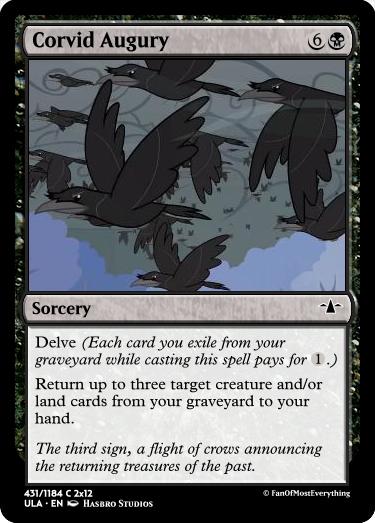 Corvid Augury 6
Sorcery
Delve (Each card you exile from your
graveyard while casting this spell pays for 1.)
Return up to three target creature and/or
land cards from your graveyard to your
hand.
The third sign, a flight of crows announcing
the returning treasures of the past.
431/1184 C 2x12
ULA • EN HASBRO STUDIOS
© FanOfMostEverything